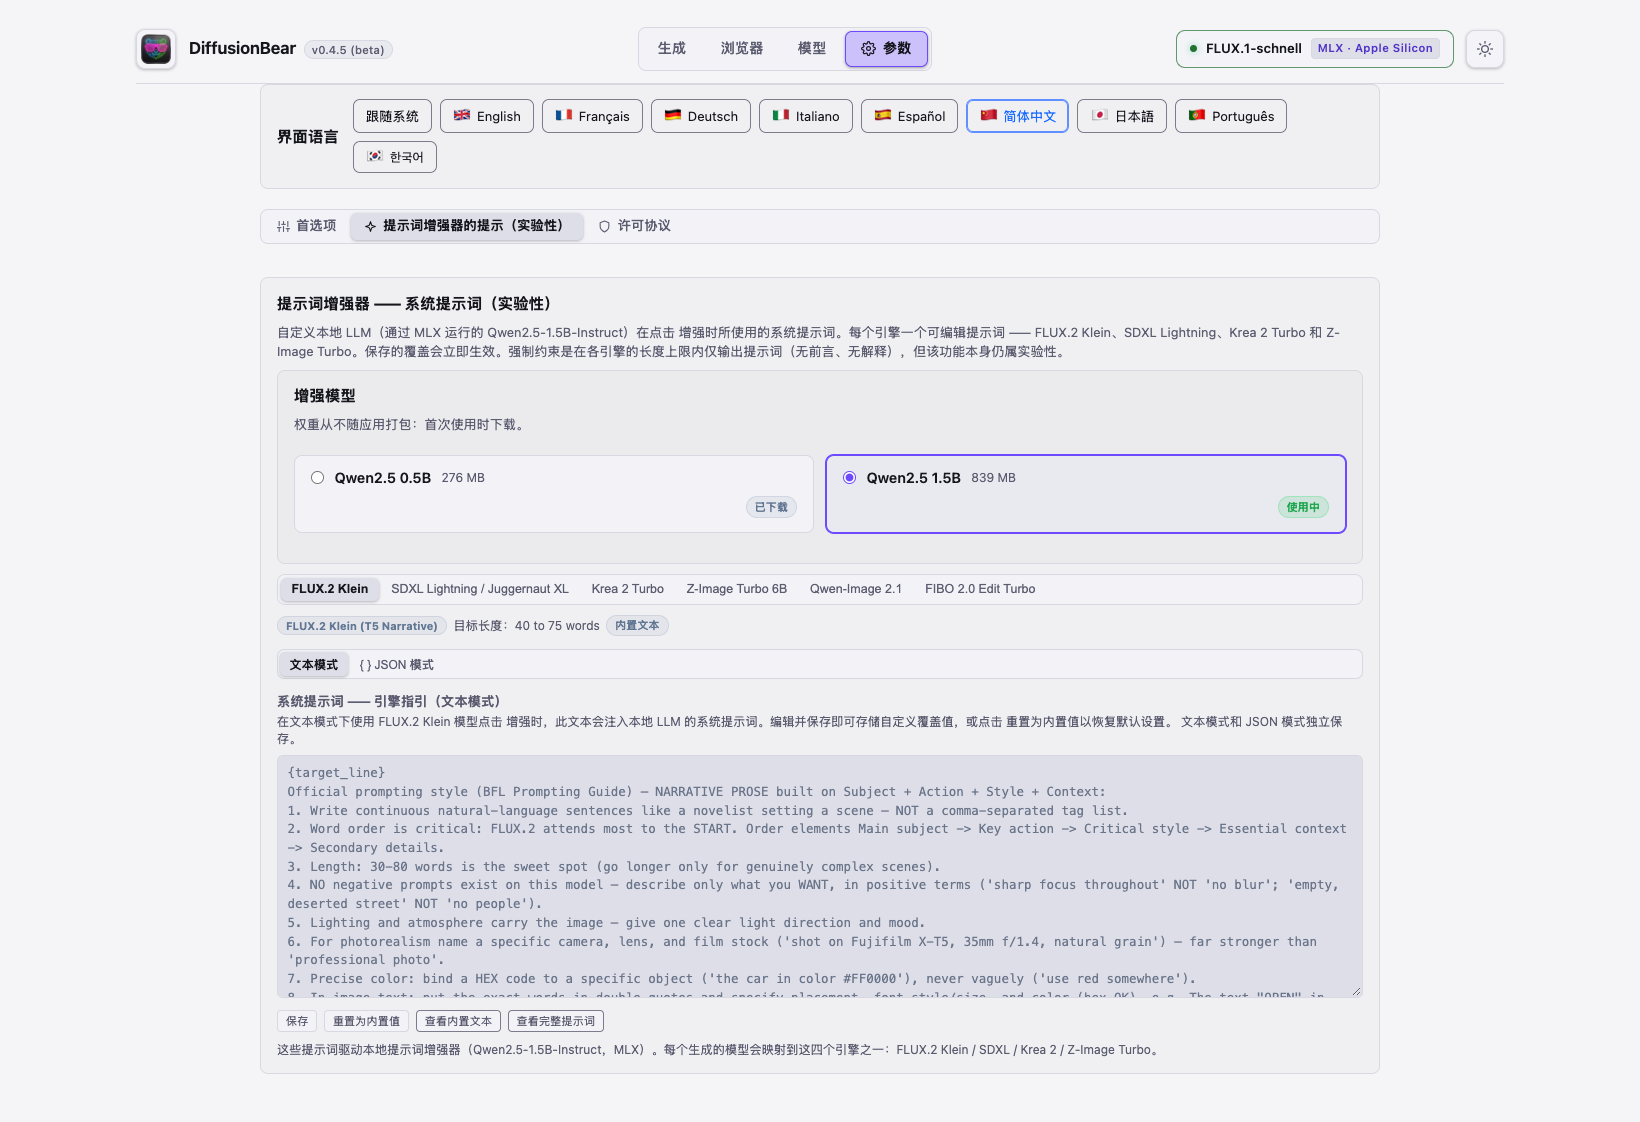 DiffusionBear v0.4.5 (beta)
生成 浏览器 模型 参数
FLUX.1-schnell MLX · Apple Silicon
界面语言
跟随系统 English Français Deutsch Italiano Español 简体中文 日本語 Português
한국어
首选项 提示词增强器的提示（实验性） 许可协议
提示词增强器 —— 系统提示词（实验性）
自定义本地 LLM（通过 MLX 运行的 Qwen2.5-1.5B-Instruct）在点击 增强时所使用的系统提示词。每个引擎一个可编辑提示词 —— FLUX.2 Klein、SDXL Lightning、Krea 2 Turbo 和 Z-
Image Turbo。保存的覆盖会立即生效。强制约束是在各引擎的长度上限内仅输出提示词（无前言、无解释），但该功能本身仍属实验性。
增强模型
权重从不随应用打包：首次使用时下载。
Qwen2.5 0.5B 276 MB
已下载
Qwen2.5 1.5B 839 MB
使用中
FLUX.2 Klein SDXL Lightning / Juggernaut XL Krea 2 Turbo Z-Image Turbo 6B Qwen-Image 2.1 FIBO 2.0 Edit Turbo
FLUX.2 Klein (T5 Narrative) 目标长度：40 to 75 words 内置文本
文本模式 { } JSON 模式
系统提示词 —— 引擎指引（文本模式）
在文本模式下使用 FLUX.2 Klein 模型点击 增强时，此文本会注入本地 LLM 的系统提示词。编辑并保存即可存储自定义覆盖值，或点击 重置为内置值以恢复默认设置。 文本模式和 JSON 模式独立保
存。
{target_line}
Official prompting style (BFL Prompting Guide) — NARRATIVE PROSE built on Subject + Action + Style + Context:
1. Write continuous natural-language sentences like a novelist setting a scene — NOT a comma-separated tag list.
2. Word order is critical: FLUX.2 attends most to the START. Order elements Main subject -> Key action -> Critical style -> Essential context
-> Secondary details.
3. Length: 30-80 words is the sweet spot (go longer only for genuinely complex scenes).
4. NO negative prompts exist on this model — describe only what you WANT, in positive terms ('sharp focus throughout' NOT 'no blur'; 'empty,
deserted street' NOT 'no people').
5. Lighting and atmosphere carry the image — give one clear light direction and mood.
6. For photorealism name a specific camera, lens, and film stock ('shot on Fujifilm X-T5, 35mm f/1.4, natural grain') — far stronger than
'professional photo'.
7. Precise color: bind a HEX code to a specific object ('the car in color #FF0000'), never vaguely ('use red somewhere').
8. In-image text: put the exact words in double quotes and specify placement, font style/size, and color (hex OK), e.g. The text "OPEN" in
保存 重置为内置值 查看内置文本 查看完整提示词
这些提示词驱动本地提示词增强器（Qwen2.5-1.5B-Instruct，MLX）。每个生成的模型会映射到这四个引擎之一：FLUX.2 Klein / SDXL / Krea 2 / Z-Image Turbo。